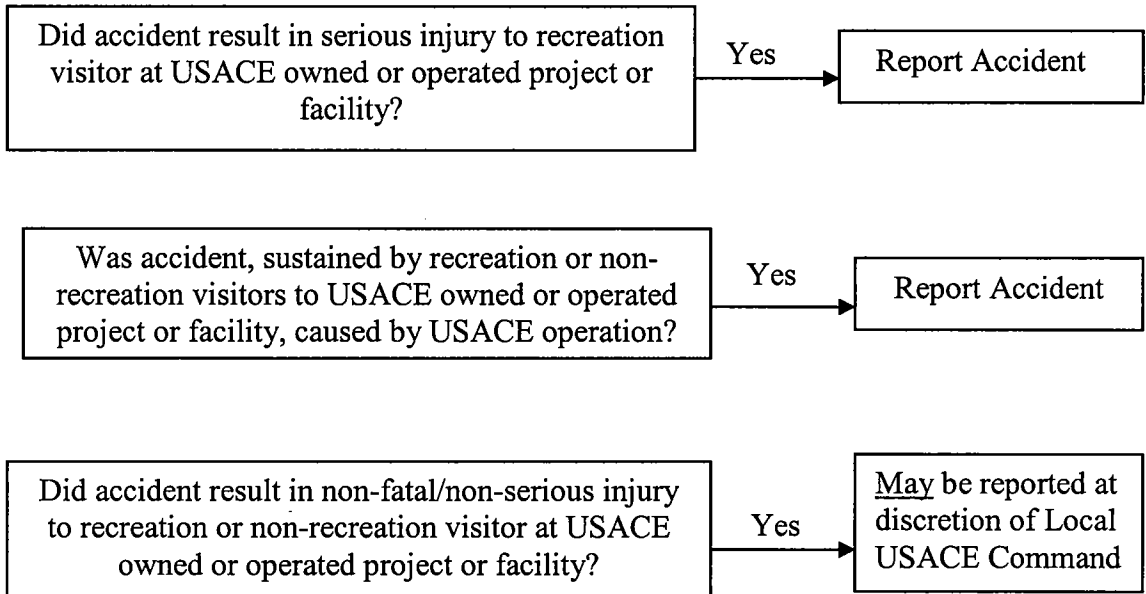 Did accident result in serious injury to recreation
visitor at USACE owned or operated project or
facility?
Yes
Report Accident
Was accident, sustained by recreation or non-
recreation visitors to USACE owned or operated
project or facility, caused by USACE operation?
Yes
Report Accident
Did accident result in non-fatal/non-serious injury
to recreation or non-recreation visitor at USACE
owned or operated project or facility?
Yes
May be reported at
discretion of Local
USACE Command